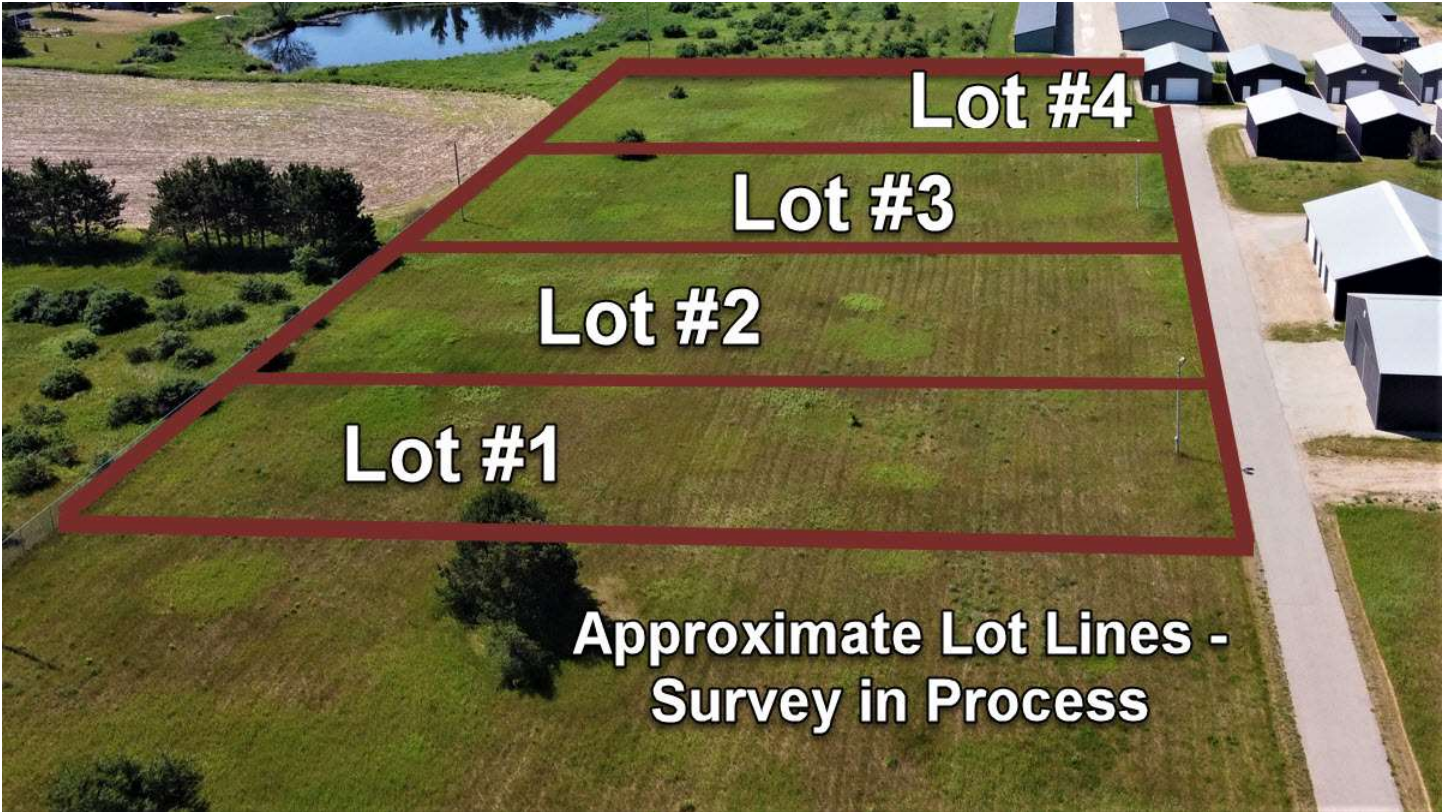 Lot #4
Lot #3
Lot #2
Lot #1
Approximate Lot Lines -
Survey in Process